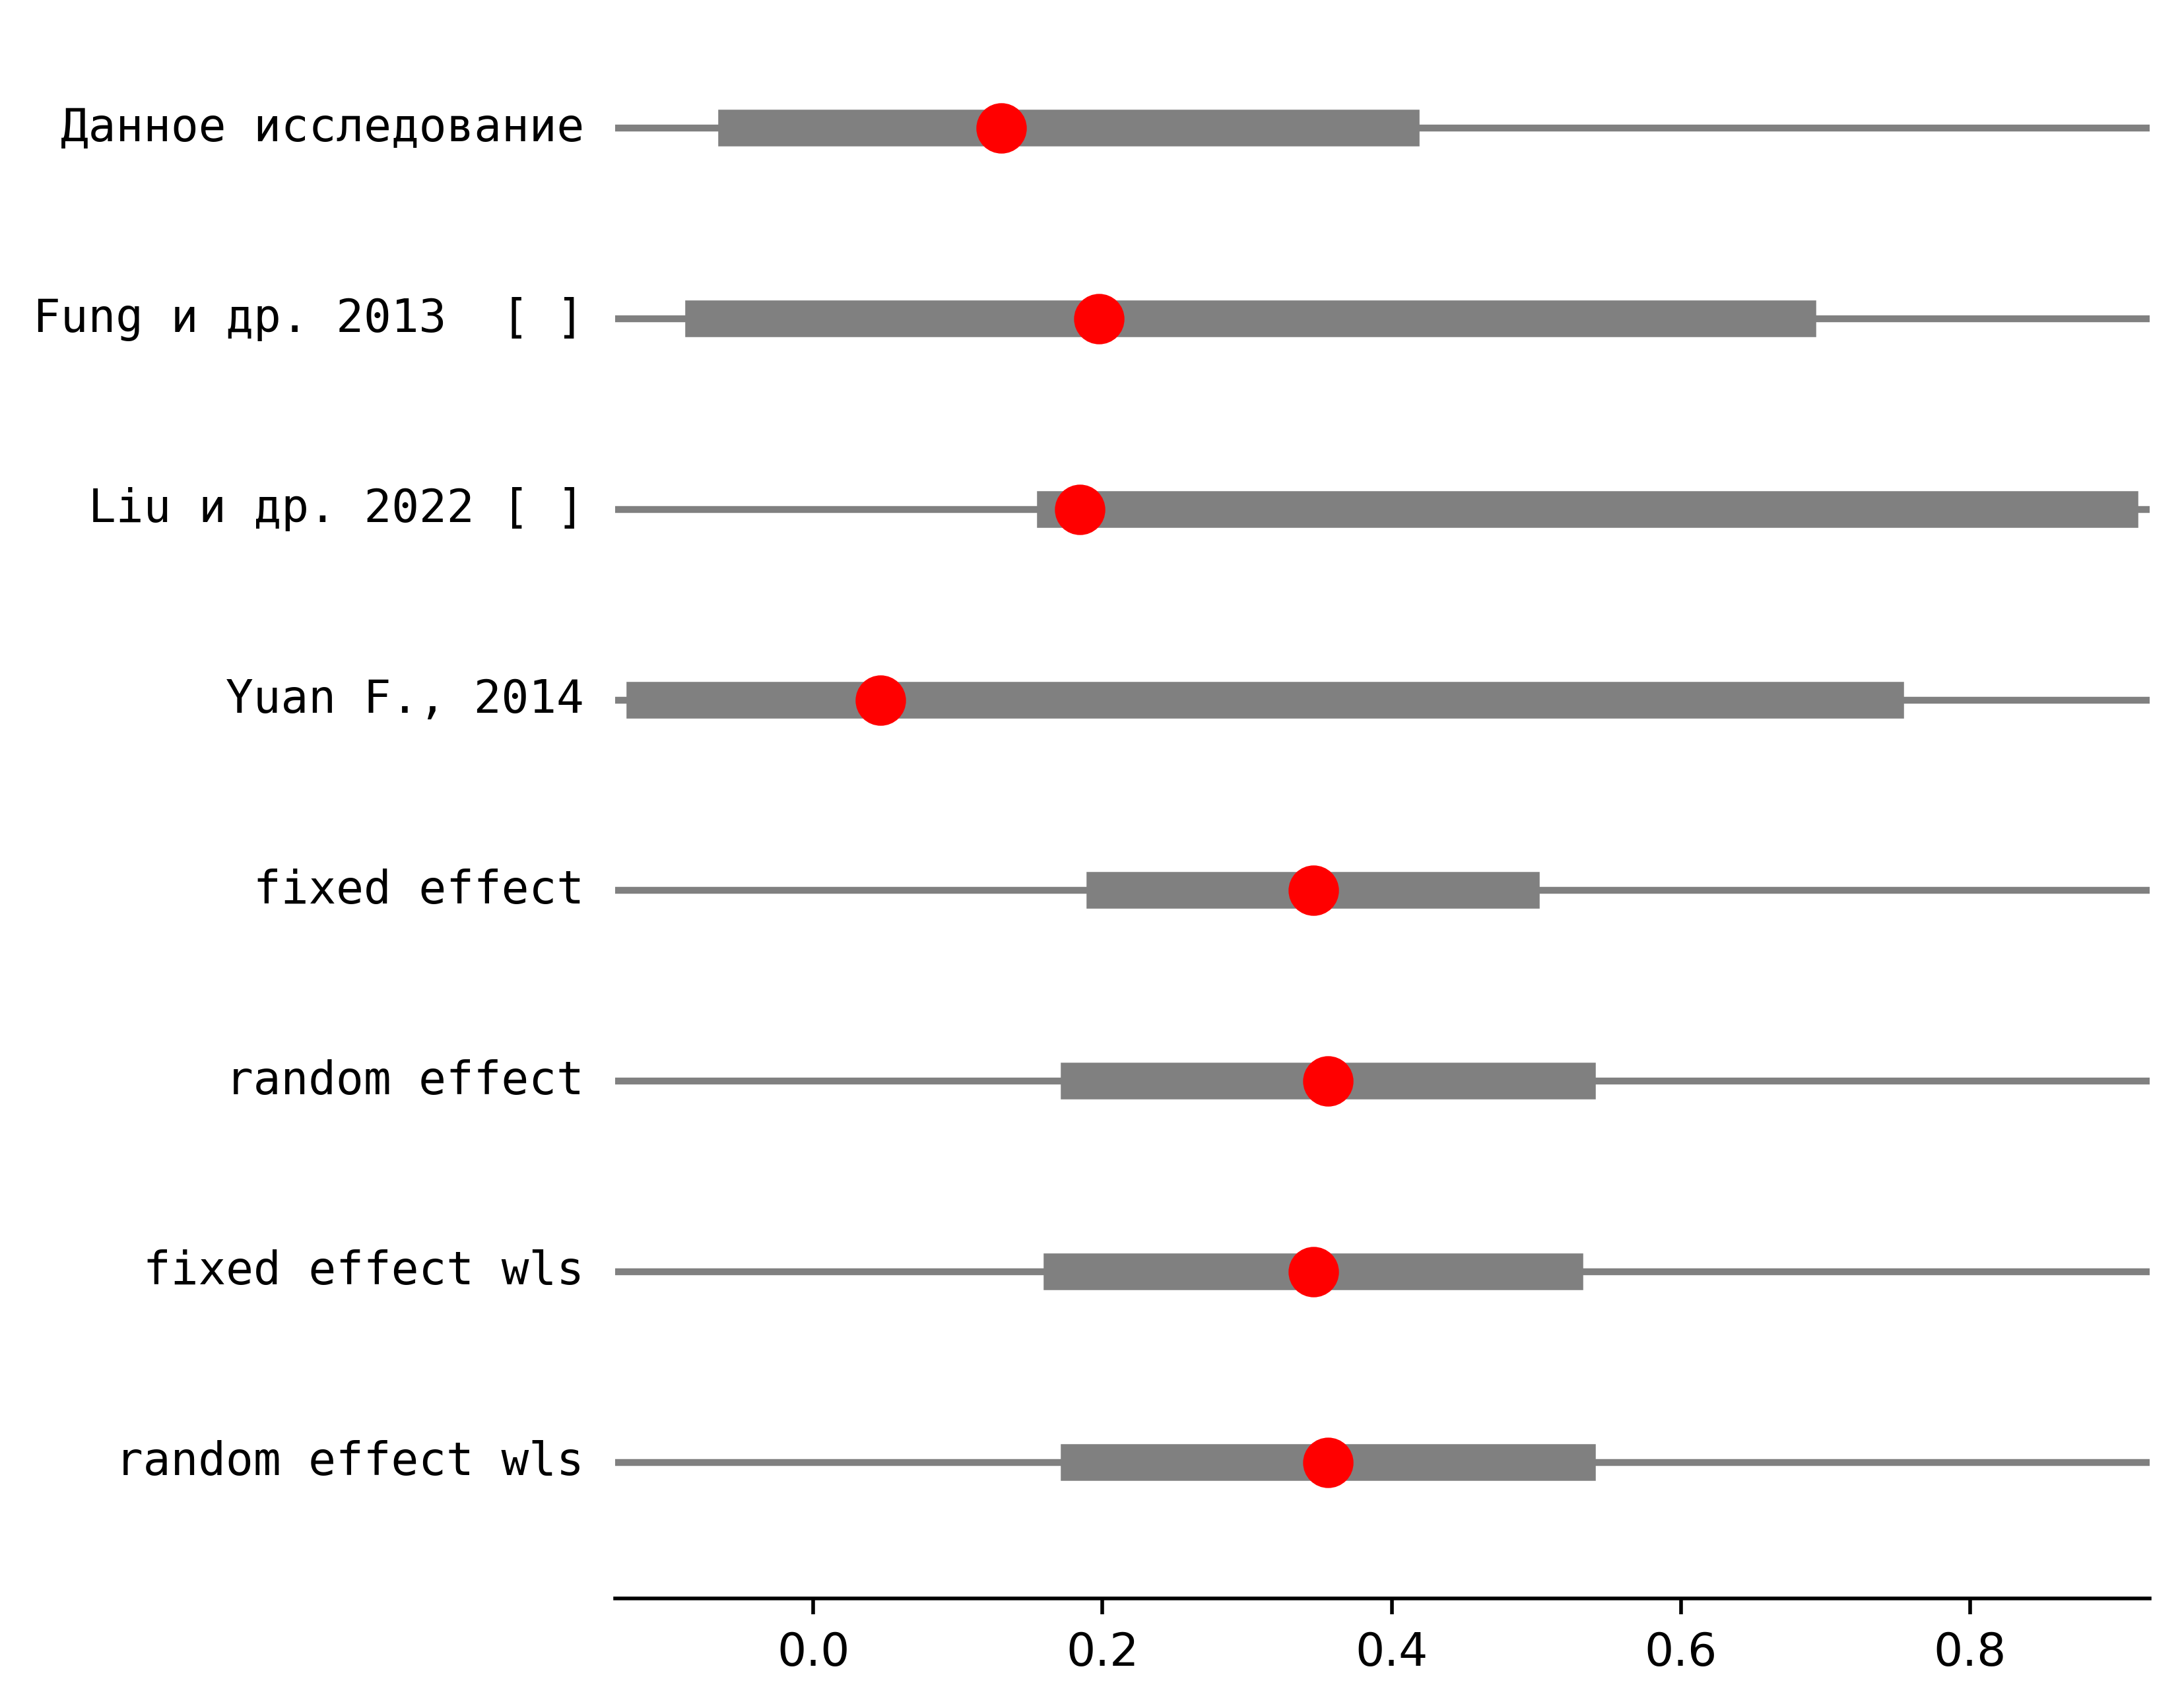 Данное исследование
Fung и др. 2013  [ ]
Liu и др. 2022 [ ]
Yuan F., 2014
fixed effect
random effect
fixed effect wls
random effect wls
0.0 0.2 0.4 0.6 0.8